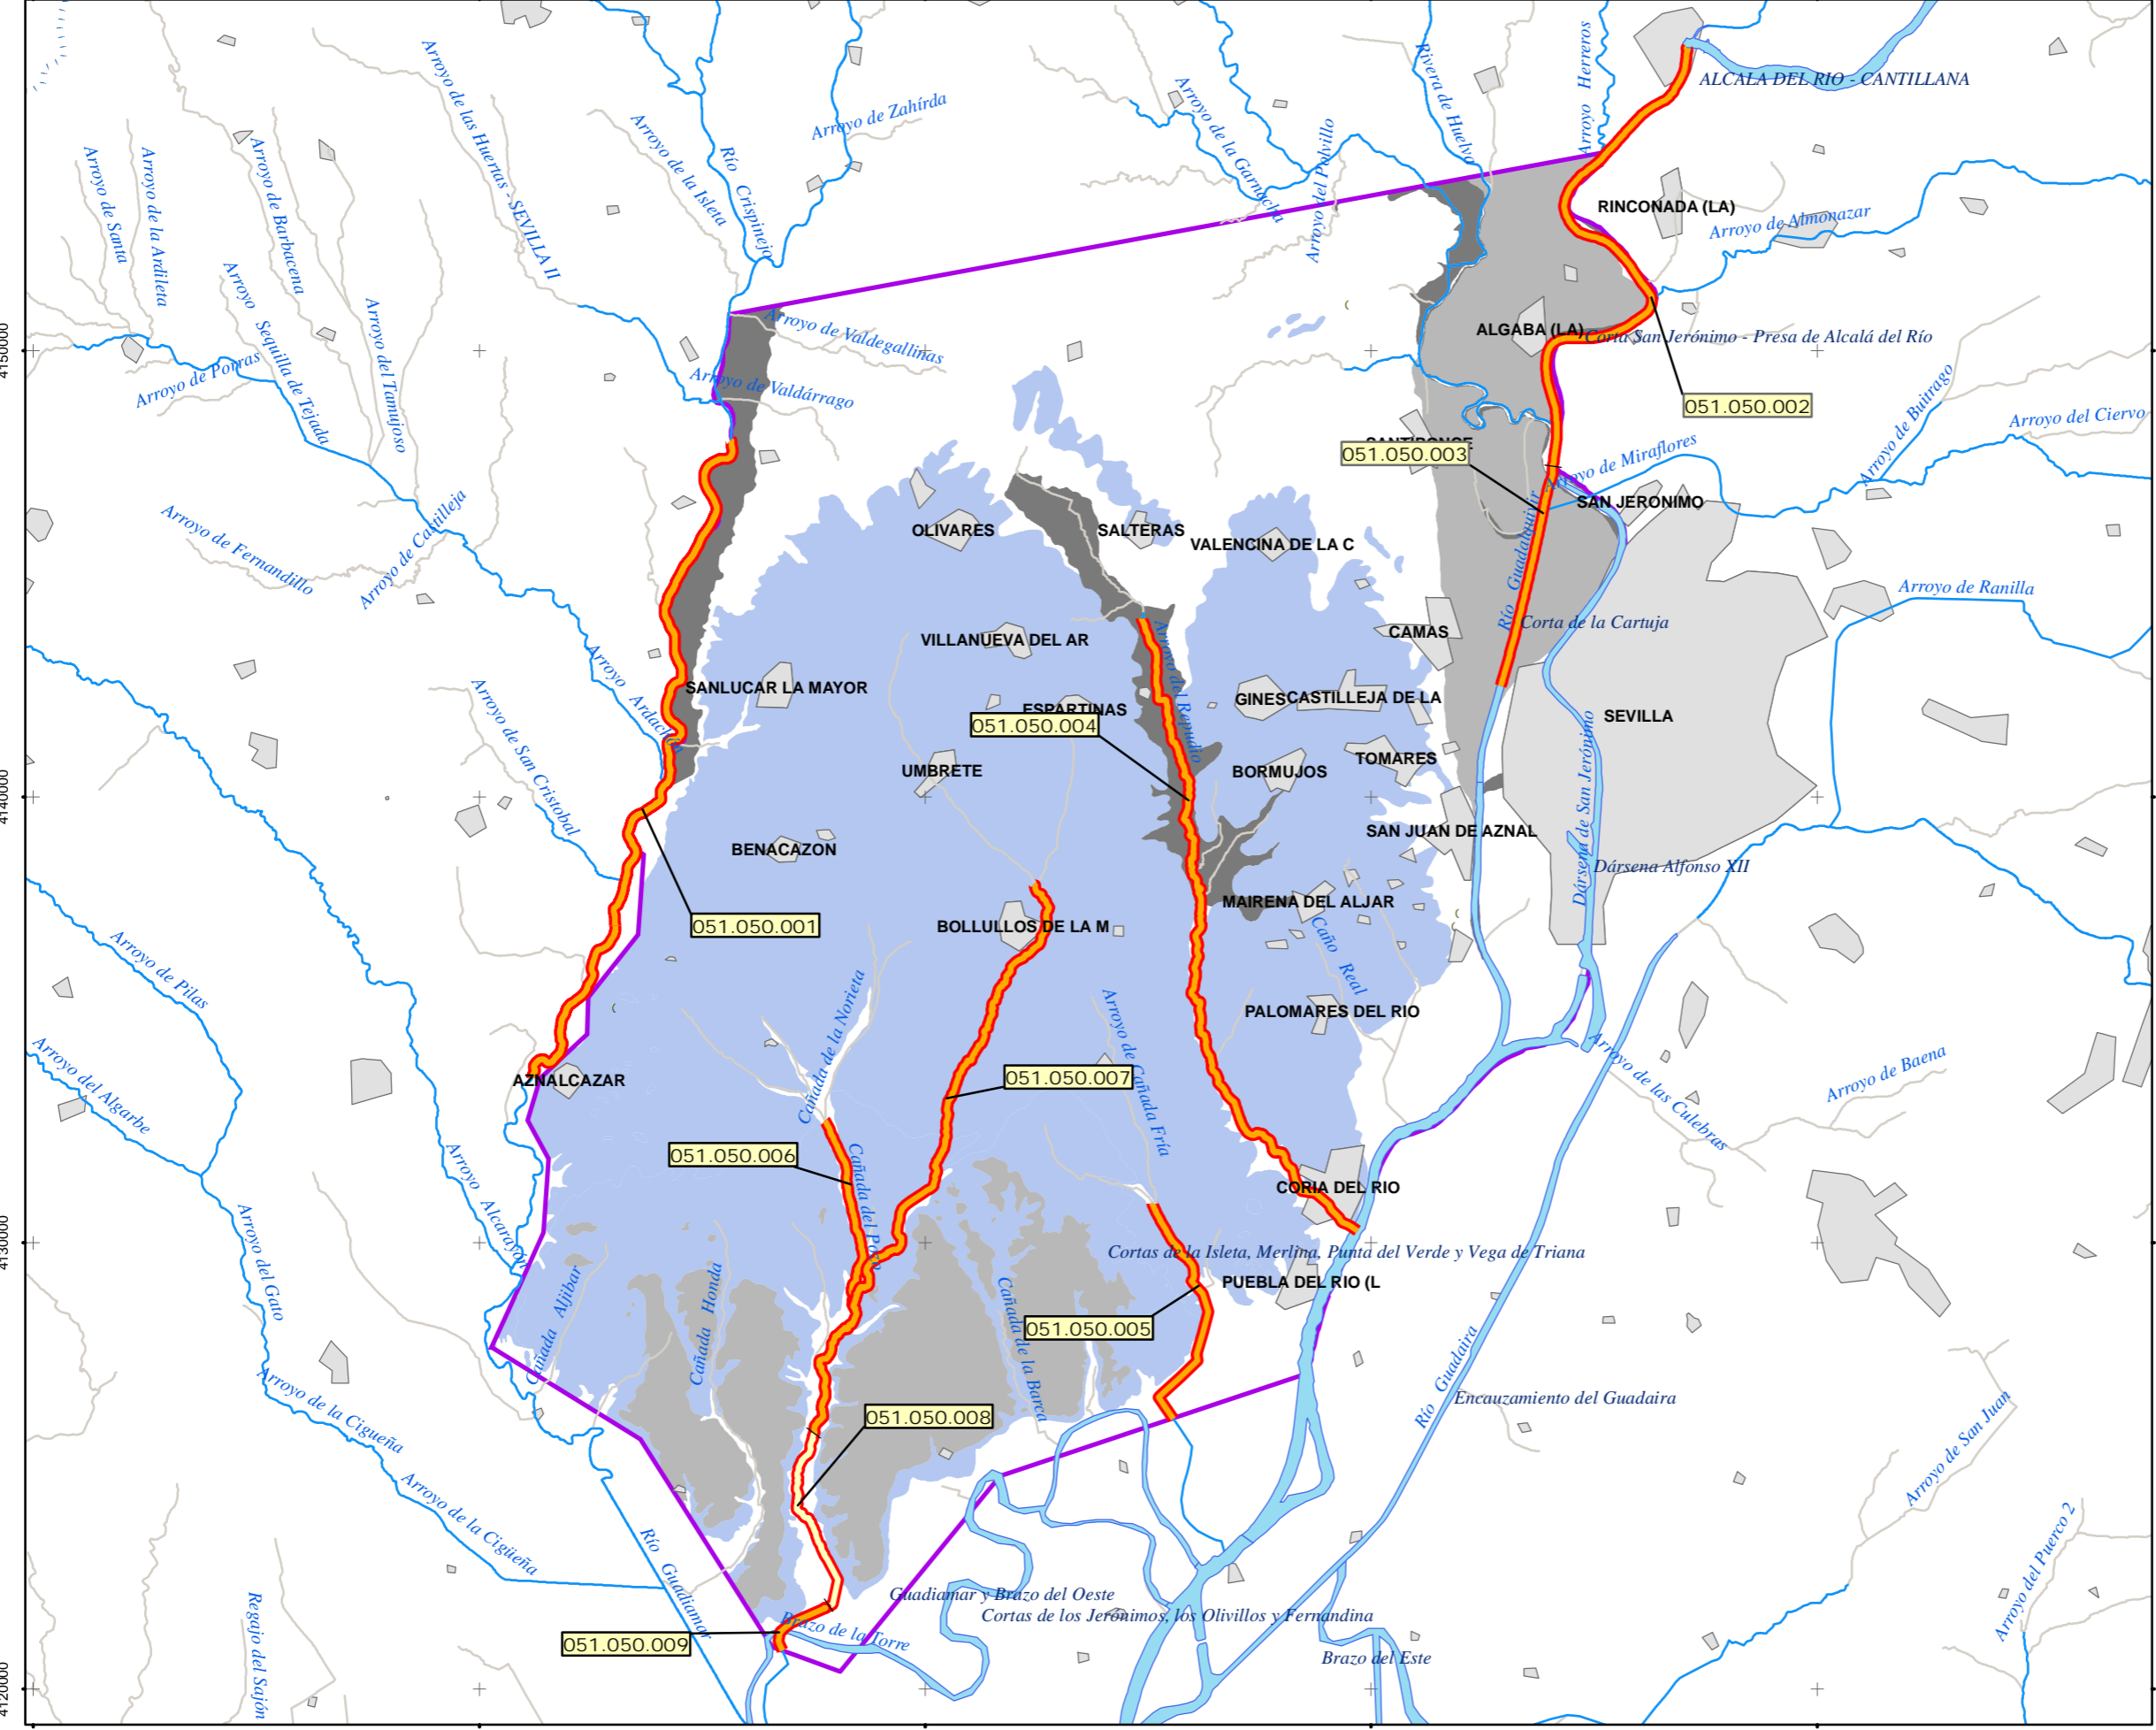 ALCALA DEL RIO - CANTILLANA
Arroyo Herreros
Rivera de Huelva
Arroyo de la Garnacha
Arroyo del Polvillo
Arroyo de Zahírda
Río Crispinejo
Arroyo de la Isleta
Arroyo de las Huertas - SEVILLA II
Arroyo de Barbacena
Arroyo de la Ardileta
Arroyo de Santa
RINCONADA (LA)
Arroyo de Almonazar
Arroyo Sequilla de Tejada
Arroyo del Tamujoso
Arroyo de Porras
Arroyo de Valdegallinas
Arroyo de Valdárrago
ALGABA (LA)
Corta San Jerónimo - Presa de Alcalá del Río
4150000
051.050.002
Arroyo de Buitrago
Arroyo del Ciervo
SANTIPONCE
051.050.003
Arroyo de Miraflores
SAN JERONIMO
Arroyo de Castilleja
Arroyo de Fernandillo
OLIVARES
SALTERAS
VALENCINA DE LA C
Río Guadalquivir
Arroyo de Ranilla
Corta de la Cartuja
CAMAS
VILLANUEVA DEL AR
Arroyo del Repudio
SANLUCAR LA MAYOR
Arroyo Ardachón
Arroyo de San Cristobal
GINES
CASTILLEJA DE LA
ESPARTINAS
051.050.004
SEVILLA
UMBRETE
BORMUJOS
TOMARES
4140000
Dársena de San Jerónimo
SAN JUAN DE AZNAL
BENACAZON
Dársena Alfonso XII
MAIRENA DEL ALJAR
051.050.001
BOLLULLOS DE LA M
Caño Real
Arroyo de Pilas
Cañada de la Norieta
PALOMARES DEL RIO
Arroyo de Cañada Fría
Arroyo del Algarbe
AZNALCAZAR
051.050.007
Arroyo de las Culebras
Arroyo de Baena
051.050.006
Cañada del Pozo
Arroyo Alcarayón
CORIA DEL RIO
4130000
Arroyo del Gato
Cortas de la Isleta, Merlina, Punta del Verde y Vega de Triana
PUEBLA DEL RIO (L
Cañada Aljibar
Cañada Honda
Cañada de la Barca
051.050.005
Río Guadaira
Encauzamiento del Guadaira
Arroyo de la Cigueña
051.050.008
Arroyo de San Juan
Arroyo de la Cigüeña
Río Guadiamar
Arroyo del Puerco 2
Guadiamar y Brazo del Oeste
Cortas de los Jerónimos, los Olivillos y Fernandina
Regajo del Sajón
051.050.009
Brazo de la Torre
Brazo del Este
4120000